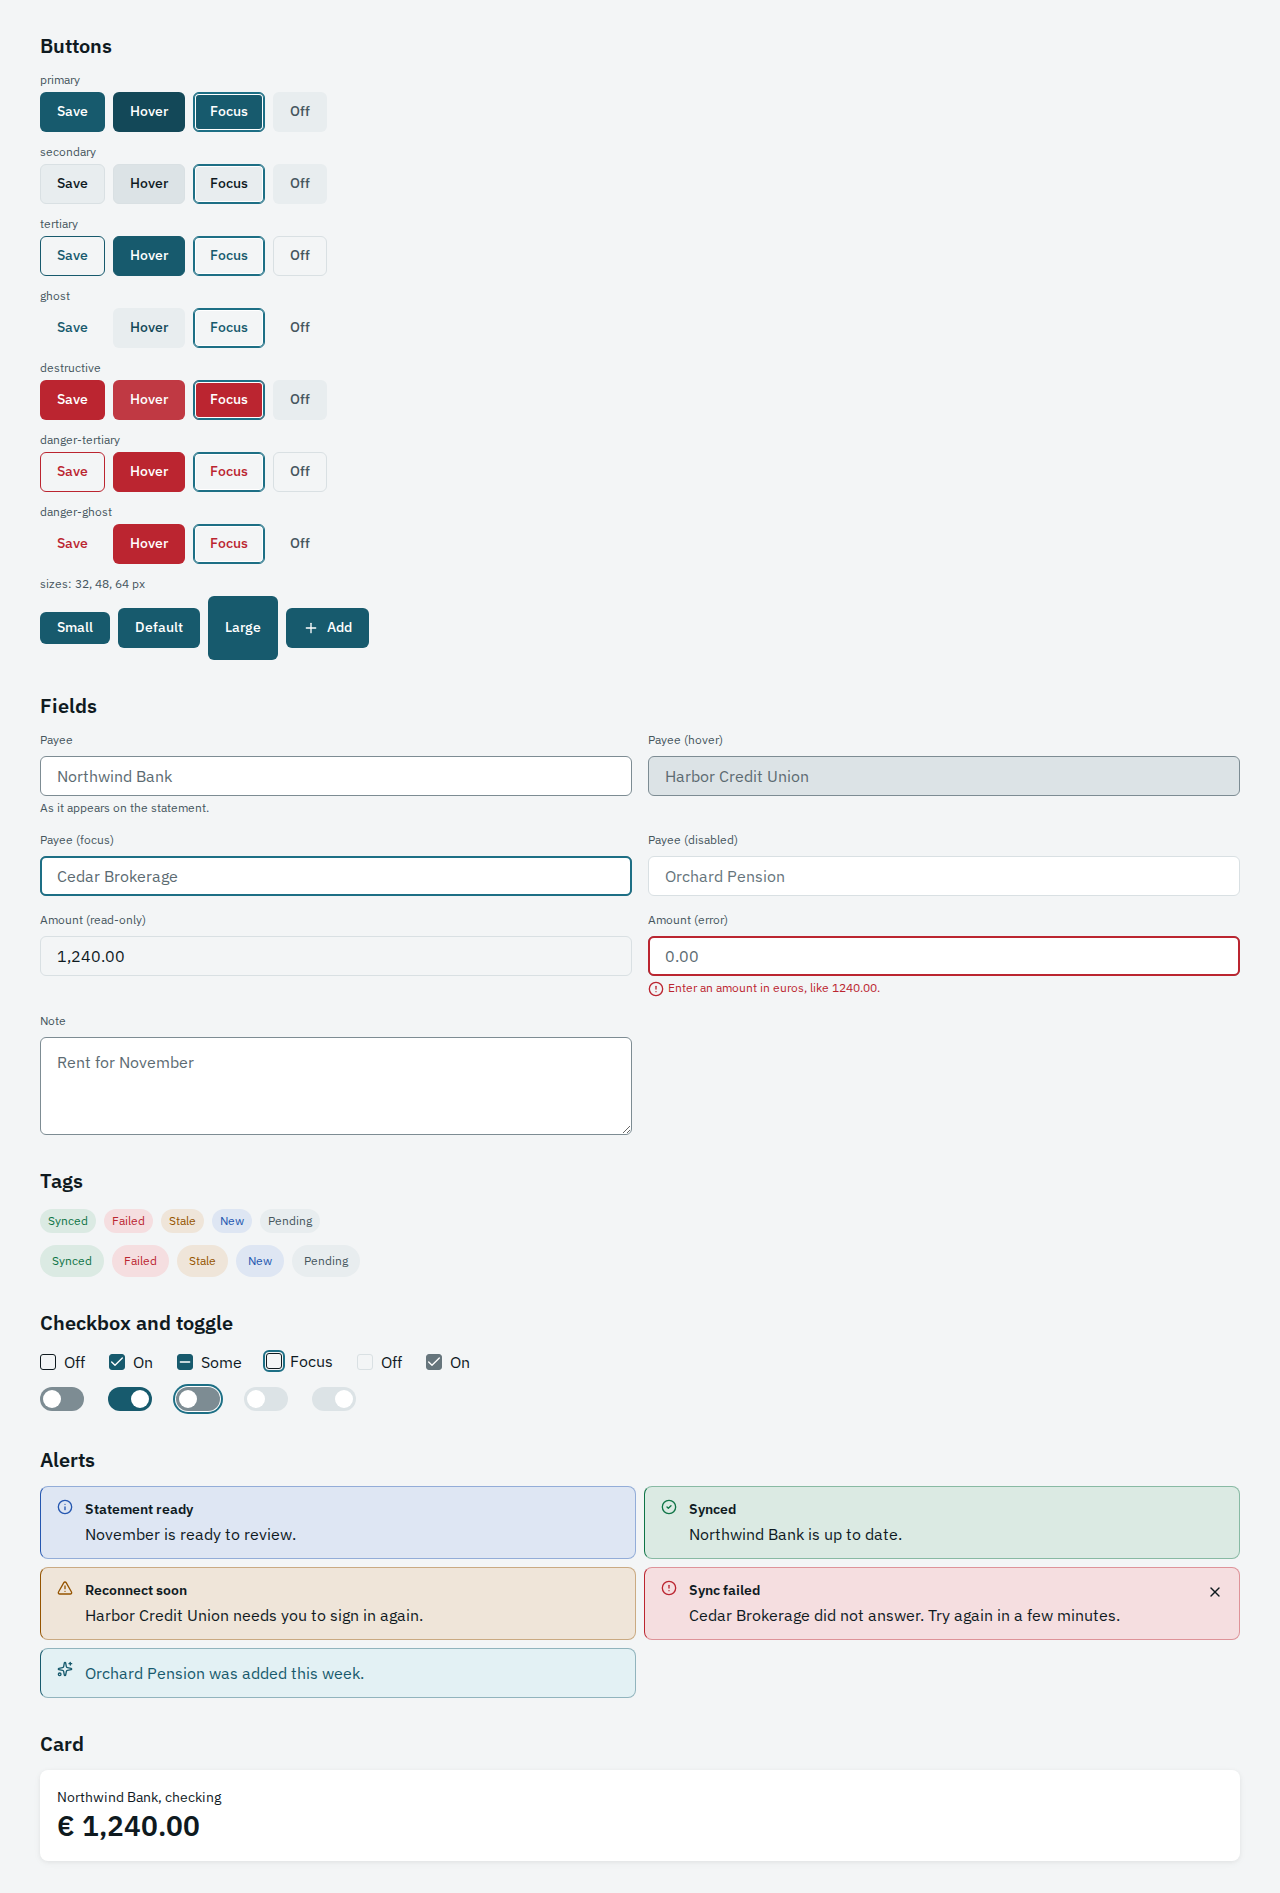 Buttons
primary
Save Hover Focus Off
secondary
Save Hover Focus Off
tertiary
Save Hover Focus Off
ghost
Save Hover Focus Off
destructive
Save Hover Focus Off
danger-tertiary
Save Hover Focus Off
danger-ghost
Save Hover Focus Off
sizes: 32, 48, 64 px
Small Default Large Add
Fields
Payee Payee (hover)
Northwind Bank Harbor Credit Union
As it appears on the statement.
Payee (focus) Payee (disabled)
Cedar Brokerage Orchard Pension
Amount (read-only) Amount (error)
1,240.00 0.00
Enter an amount in euros, like 1240.00.
Note
Rent for November
Tags
Synced Failed Stale New Pending
Synced Failed Stale New Pending
Checkbox and toggle
Off On Some Focus Off On
Alerts
Statement ready
November is ready to review.
Synced
Northwind Bank is up to date.
Reconnect soon
Harbor Credit Union needs you to sign in again.
Sync failed
Cedar Brokerage did not answer. Try again in a few minutes.
Orchard Pension was added this week.
Card
Northwind Bank, checking
€ 1,240.00